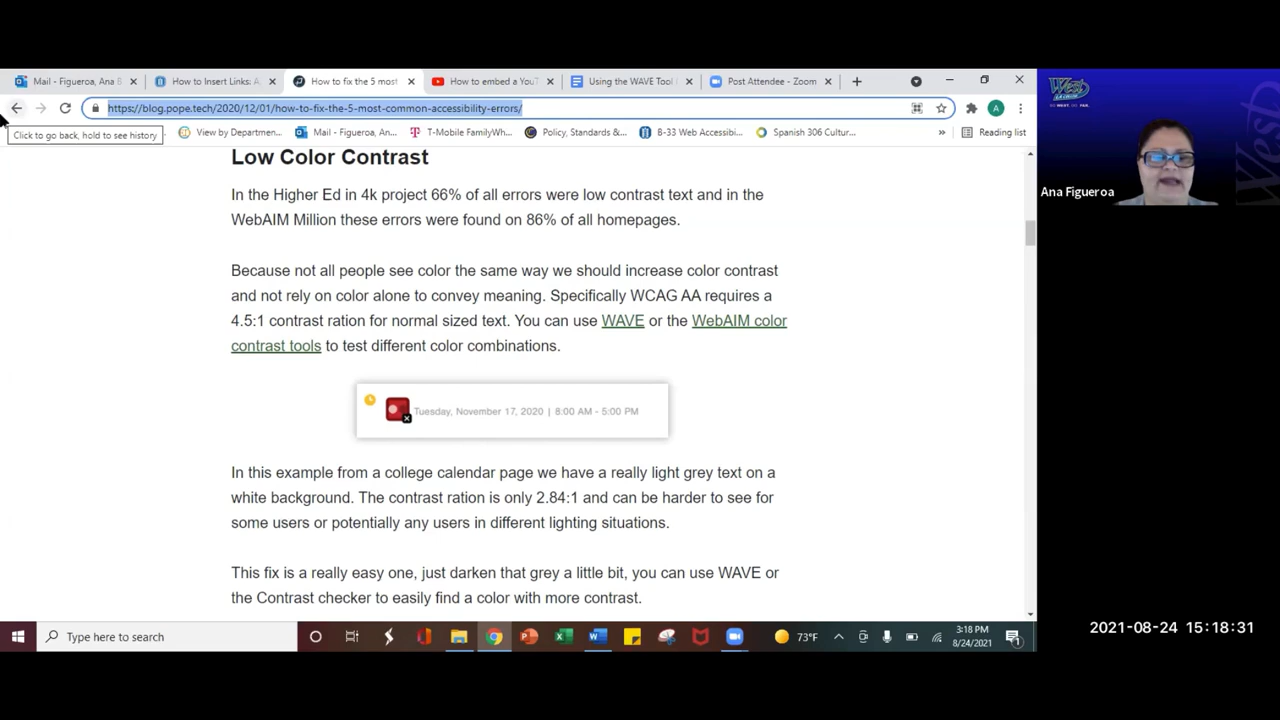 Mail - Figueroa, Ana B
How to Insert Links: A
How to fix the 5 most
How to embed a YouT
Using the WAVE Tool
Post Attendee - Zoom
https://blog.pope.tech/2020/12/01/how-to-fix-the-5-most-common-accessibility-errors/
A
Click to go back, hold to see history
View by Departmen...
Mail - Figueroa, An...
T-Mobile FamilyWh...
Policy, Standards &...
8-33 Web Accessibi...
Spanish 306 Cultur...
»
Reading list
Low Color Contrast
In the Higher Ed in 4k project 66% of all errors were low contrast text and in the
WebAIM Million these errors were found on 86% of all homepages.
Because not all people see color the same way we should increase color contrast
and not rely on color alone to convey meaning. Specifically WCAG AA requires a
4.5:1 contrast ration for normal sized text. You can use WAVE or the WebAIM color
contrast tools to test different color combinations.
Tuesday, November 17, 2020 | 8:00 AM - 5:00 PM
In this example from a college calendar page we have a really light grey text on a
white background. The contrast ration is only 2.84:1 and can be harder to see for
some users or potentially any users in different lighting situations.
This fix is a really easy one, just darken that grey a little bit, you can use WAVE or
the Contrast checker to easily find a color with more contrast.
Type here to search
73°F
3:18 PM
8/24/2021
West
West
Ana Figueroa
2021-08-24 15:18:31